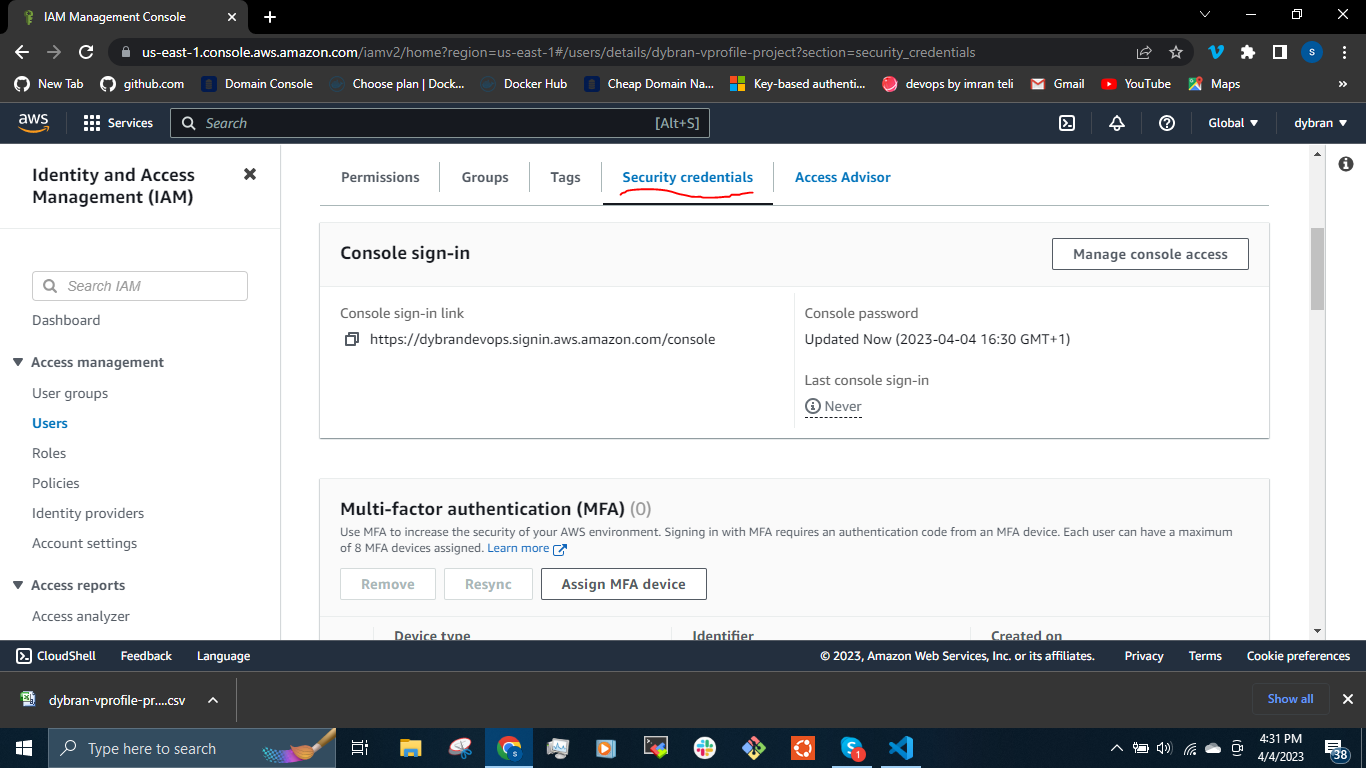 IAM Management Console
us-east-1.console.aws.amazon.com/iamv2/home?region=us-east-1#/users/details/dybran-vprofile-project?section=security_credentials
S
New Tab
github.com
Domain Console
Choose plan | Dock...
Docker Hub
Cheap Domain Na...
Key-based authenti...
devops by imran teli
Gmail
YouTube
Maps
»
aws
Services
Search
[Alt+S]
Global
dybran
Identity and Access
Management (IAM)
Search IAM
Dashboard
Access management
User groups
Users
Roles
Policies
Identity providers
Account settings
Access reports
Access analyzer
Permissions
Groups
Tags
Security credentials
Access Advisor
Console sign-in
Manage console access
Console sign-in link
https://dybrandevops.signin.aws.amazon.com/console
Console password
Updated Now (2023-04-04 16:30 GMT+1)
Last console sign-in
Never
Multi-factor authentication (MFA) (0)
Use MFA to increase the security of your AWS environment. Signing in with MFA requires an authentication code from an MFA device. Each user can have a maximum
of 8 MFA devices assigned. Learn more
Remove
Resync
Assign MFA device
Device type
Identifier
Created on
CloudShell
Feedback
Language
© 2023, Amazon Web Services, Inc. or its affiliates.
Privacy
Terms
Cookie preferences
dybran-vprofile-pr....csv
Show all
Type here to search
1
4:31 PM
4/4/2023
38